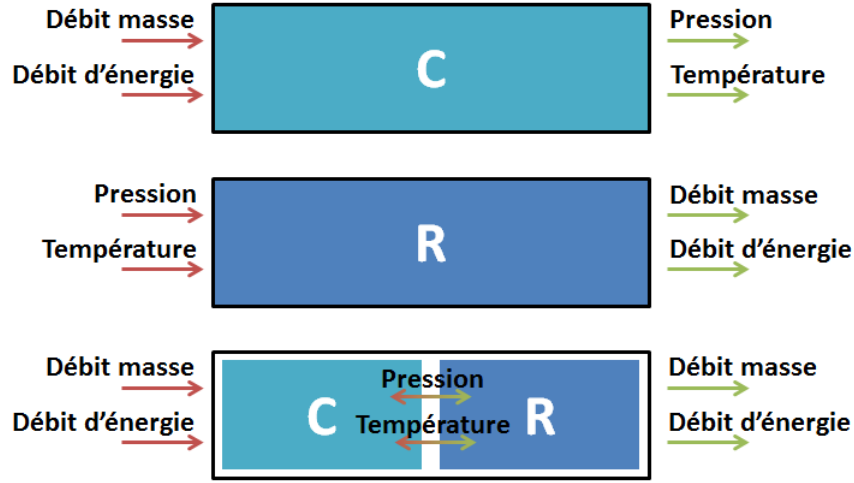 Débit masse
Débit d'énergie
C
Pression
Température
Pression
Température
R
Débit masse
Débit d'énergie
Débit masse
Débit d'énergie
C
Pression
Température
R
Débit masse
Débit d'énergie